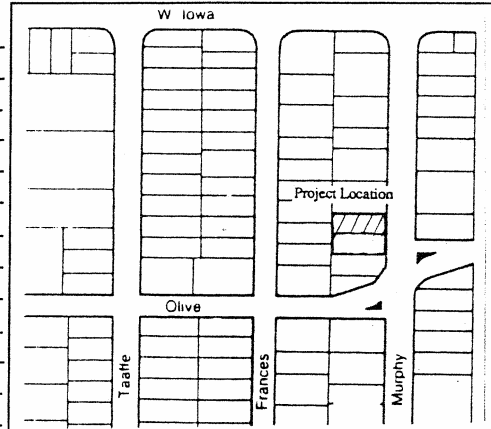 W Iowa
Project Location
Olive
Taaffe
Frances
Murphy